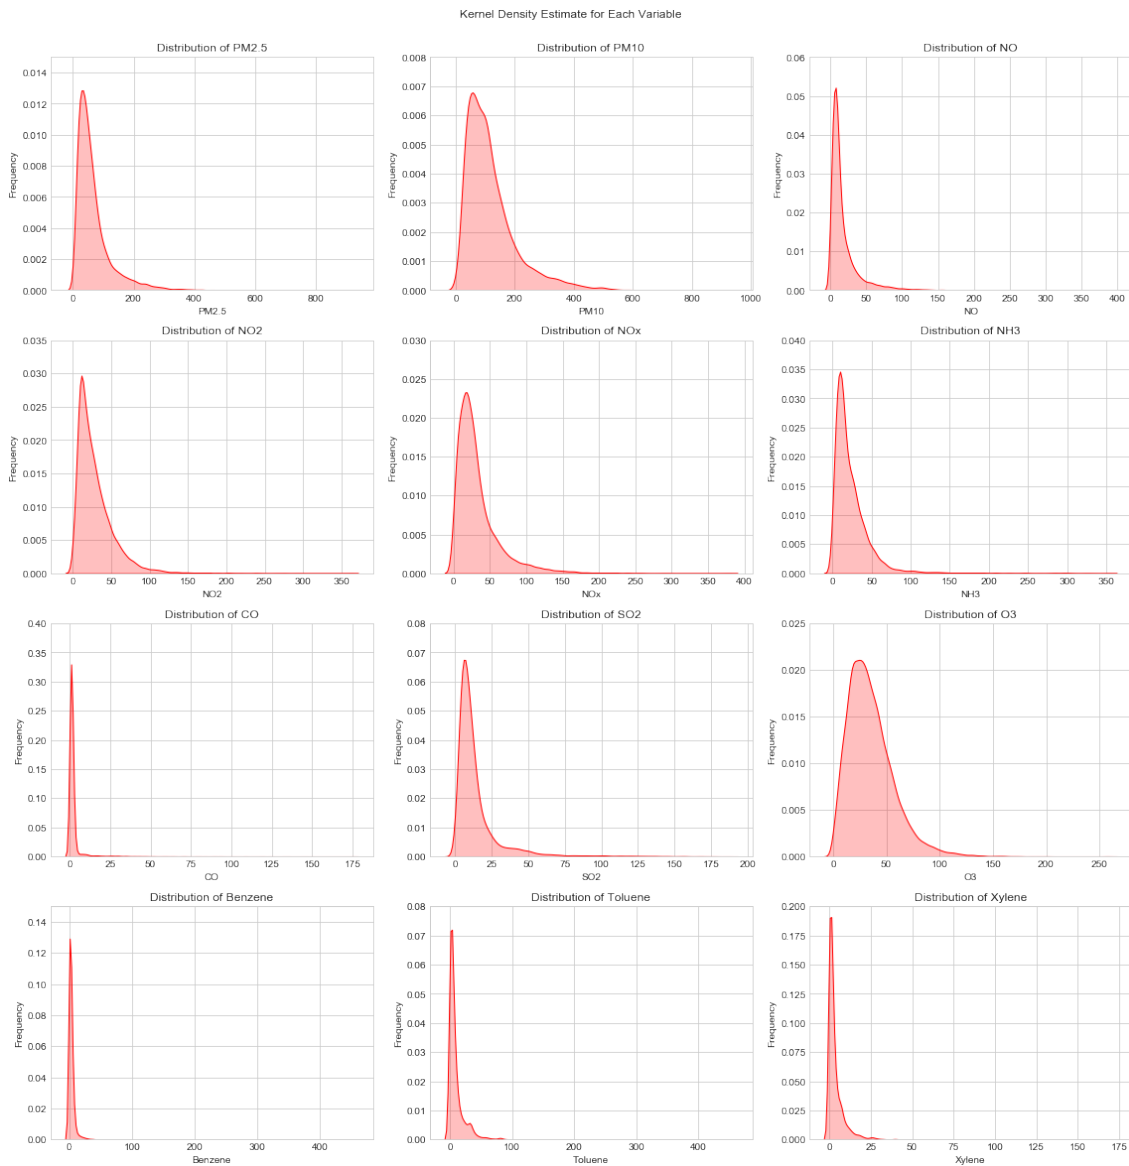 Kernel Density Estimate for Each Variable
Distribution of PM2.5
0.014
0.012
0.010
0.008
0.006
0.004
0.002
0.000
Frequency
0 200 400 600 800
PM2.5
Distribution of PM10
0.008
0.007
0.006
0.005
0.004
0.003
0.002
0.001
0.000
Frequency
0 200 400 600 800 1000
PM10
Distribution of NO
0.06
0.05
0.04
0.03
0.02
0.01
0.00
Frequency
0 50 100 150 200 250 300 350 400
NO
Distribution of NO2
0.035
0.030
0.025
0.020
0.015
0.010
0.005
0.000
Frequency
0 50 100 150 200 250 300 350
NO2
Distribution of NOx
0.030
0.025
0.020
0.015
0.010
0.005
0.000
Frequency
0 50 100 150 200 250 300 350 400
NOx
Distribution of NH3
0.040
0.035
0.030
0.025
0.020
0.015
0.010
0.005
0.000
Frequency
0 50 100 150 200 250 300 350
NH3
Distribution of CO
0.40
0.35
0.30
0.25
0.20
0.15
0.10
0.05
0.00
Frequency
0 25 50 75 100 125 150 175
CO
Distribution of SO2
0.08
0.07
0.06
0.05
0.04
0.03
0.02
0.01
0.00
Frequency
0 25 50 75 100 125 150 175 200
SO2
Distribution of O3
0.025
0.020
0.015
0.010
0.005
0.000
Frequency
0 50 100 150 200 250
O3
Distribution of Benzene
0.14
0.12
0.10
0.08
0.06
0.04
0.02
0.00
Frequency
0 100 200 300 400
Benzene
Distribution of Toluene
0.08
0.07
0.06
0.05
0.04
0.03
0.02
0.01
0.00
Frequency
0 100 200 300 400
Toluene
Distribution of Xylene
0.200
0.175
0.150
0.125
0.100
0.075
0.050
0.025
0.000
Frequency
0 25 50 75 100 125 150 175
Xylene